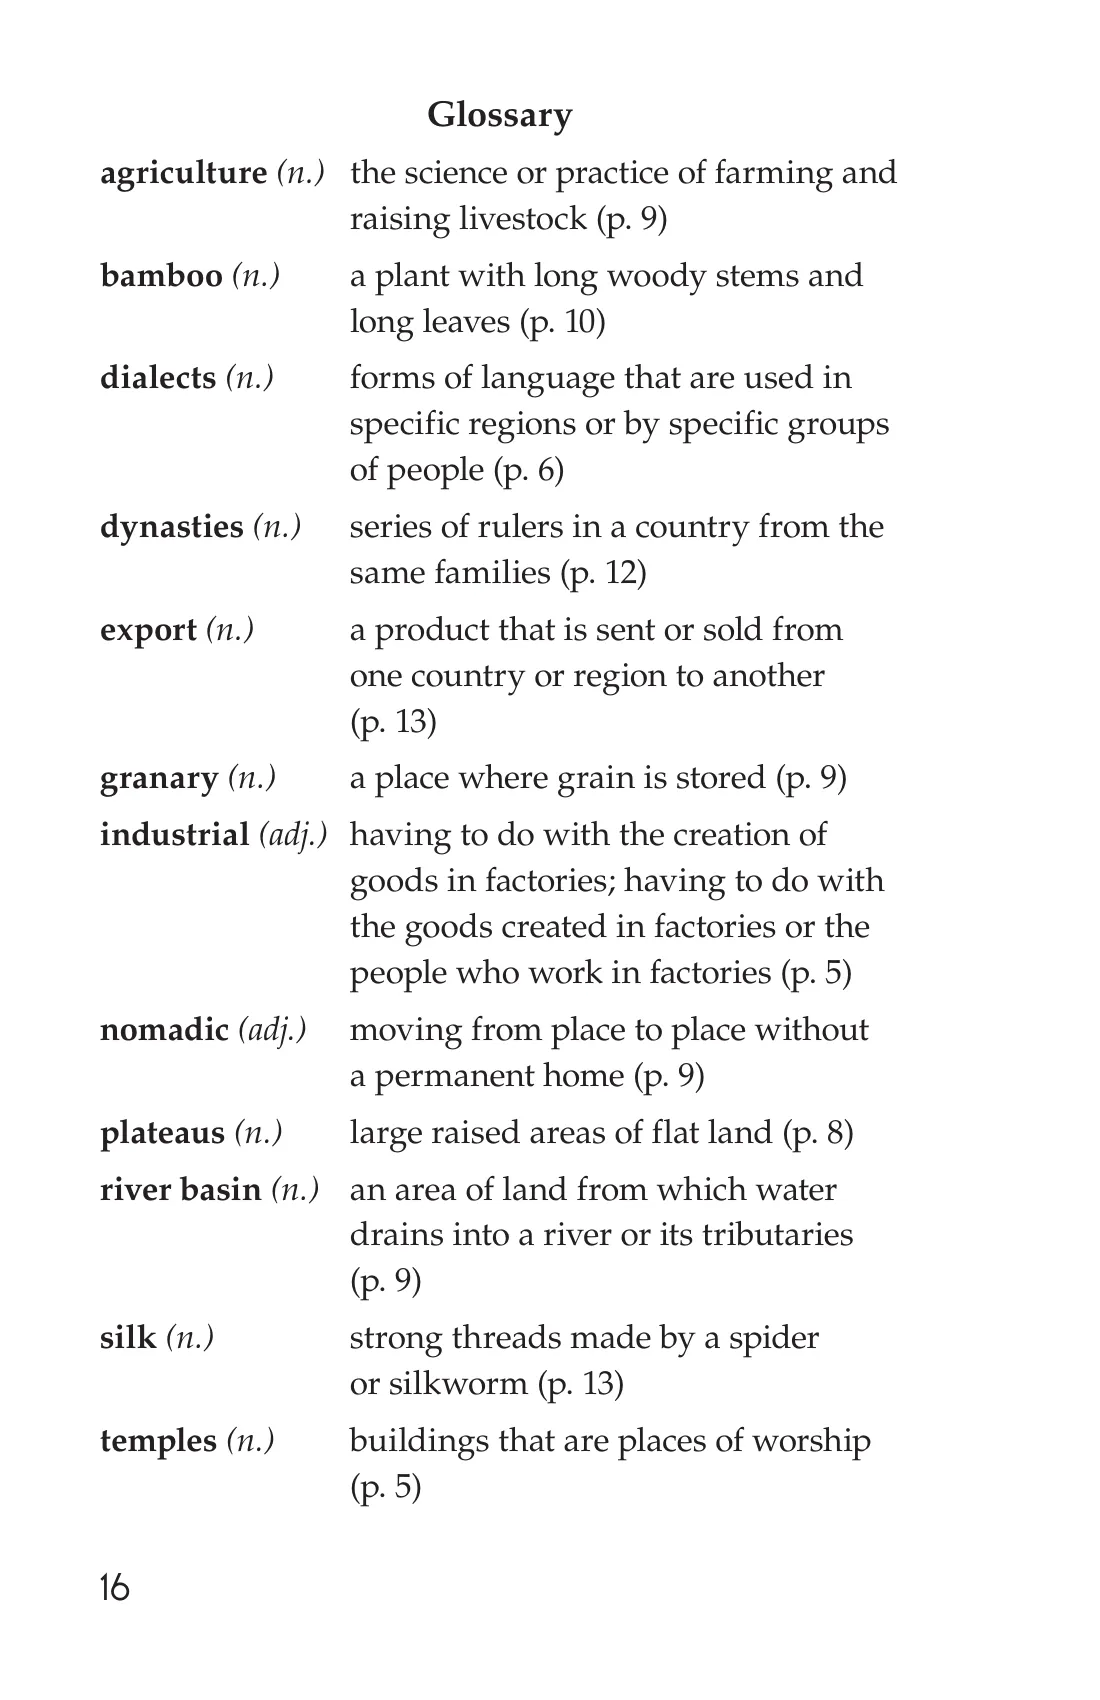 Glossary
agriculture (n.) the science or practice of farming and
raising livestock (p. 9)
bamboo (n.) a plant with long woody stems and
long leaves (p. 10)
dialects (n.) forms of language that are used in
specific regions or by specific groups
of people (p. 6)
dynasties (n.) series of rulers in a country from the
same families (p. 12)
export (n.) a product that is sent or sold from
one country or region to another
(p. 13)
granary (n.) a place where grain is stored (p. 9)
industrial (adj.) having to do with the creation of
goods in factories; having to do with
the goods created in factories or the
people who work in factories (p. 5)
nomadic (adj.) moving from place to place without
a permanent home (p. 9)
plateaus (n.) large raised areas of flat land (p. 8)
river basin (n.) an area of land from which water
drains into a river or its tributaries
(p. 9)
silk (n.) strong threads made by a spider
or silkworm (p. 13)
temples (n.) buildings that are places of worship
(p. 5)
16